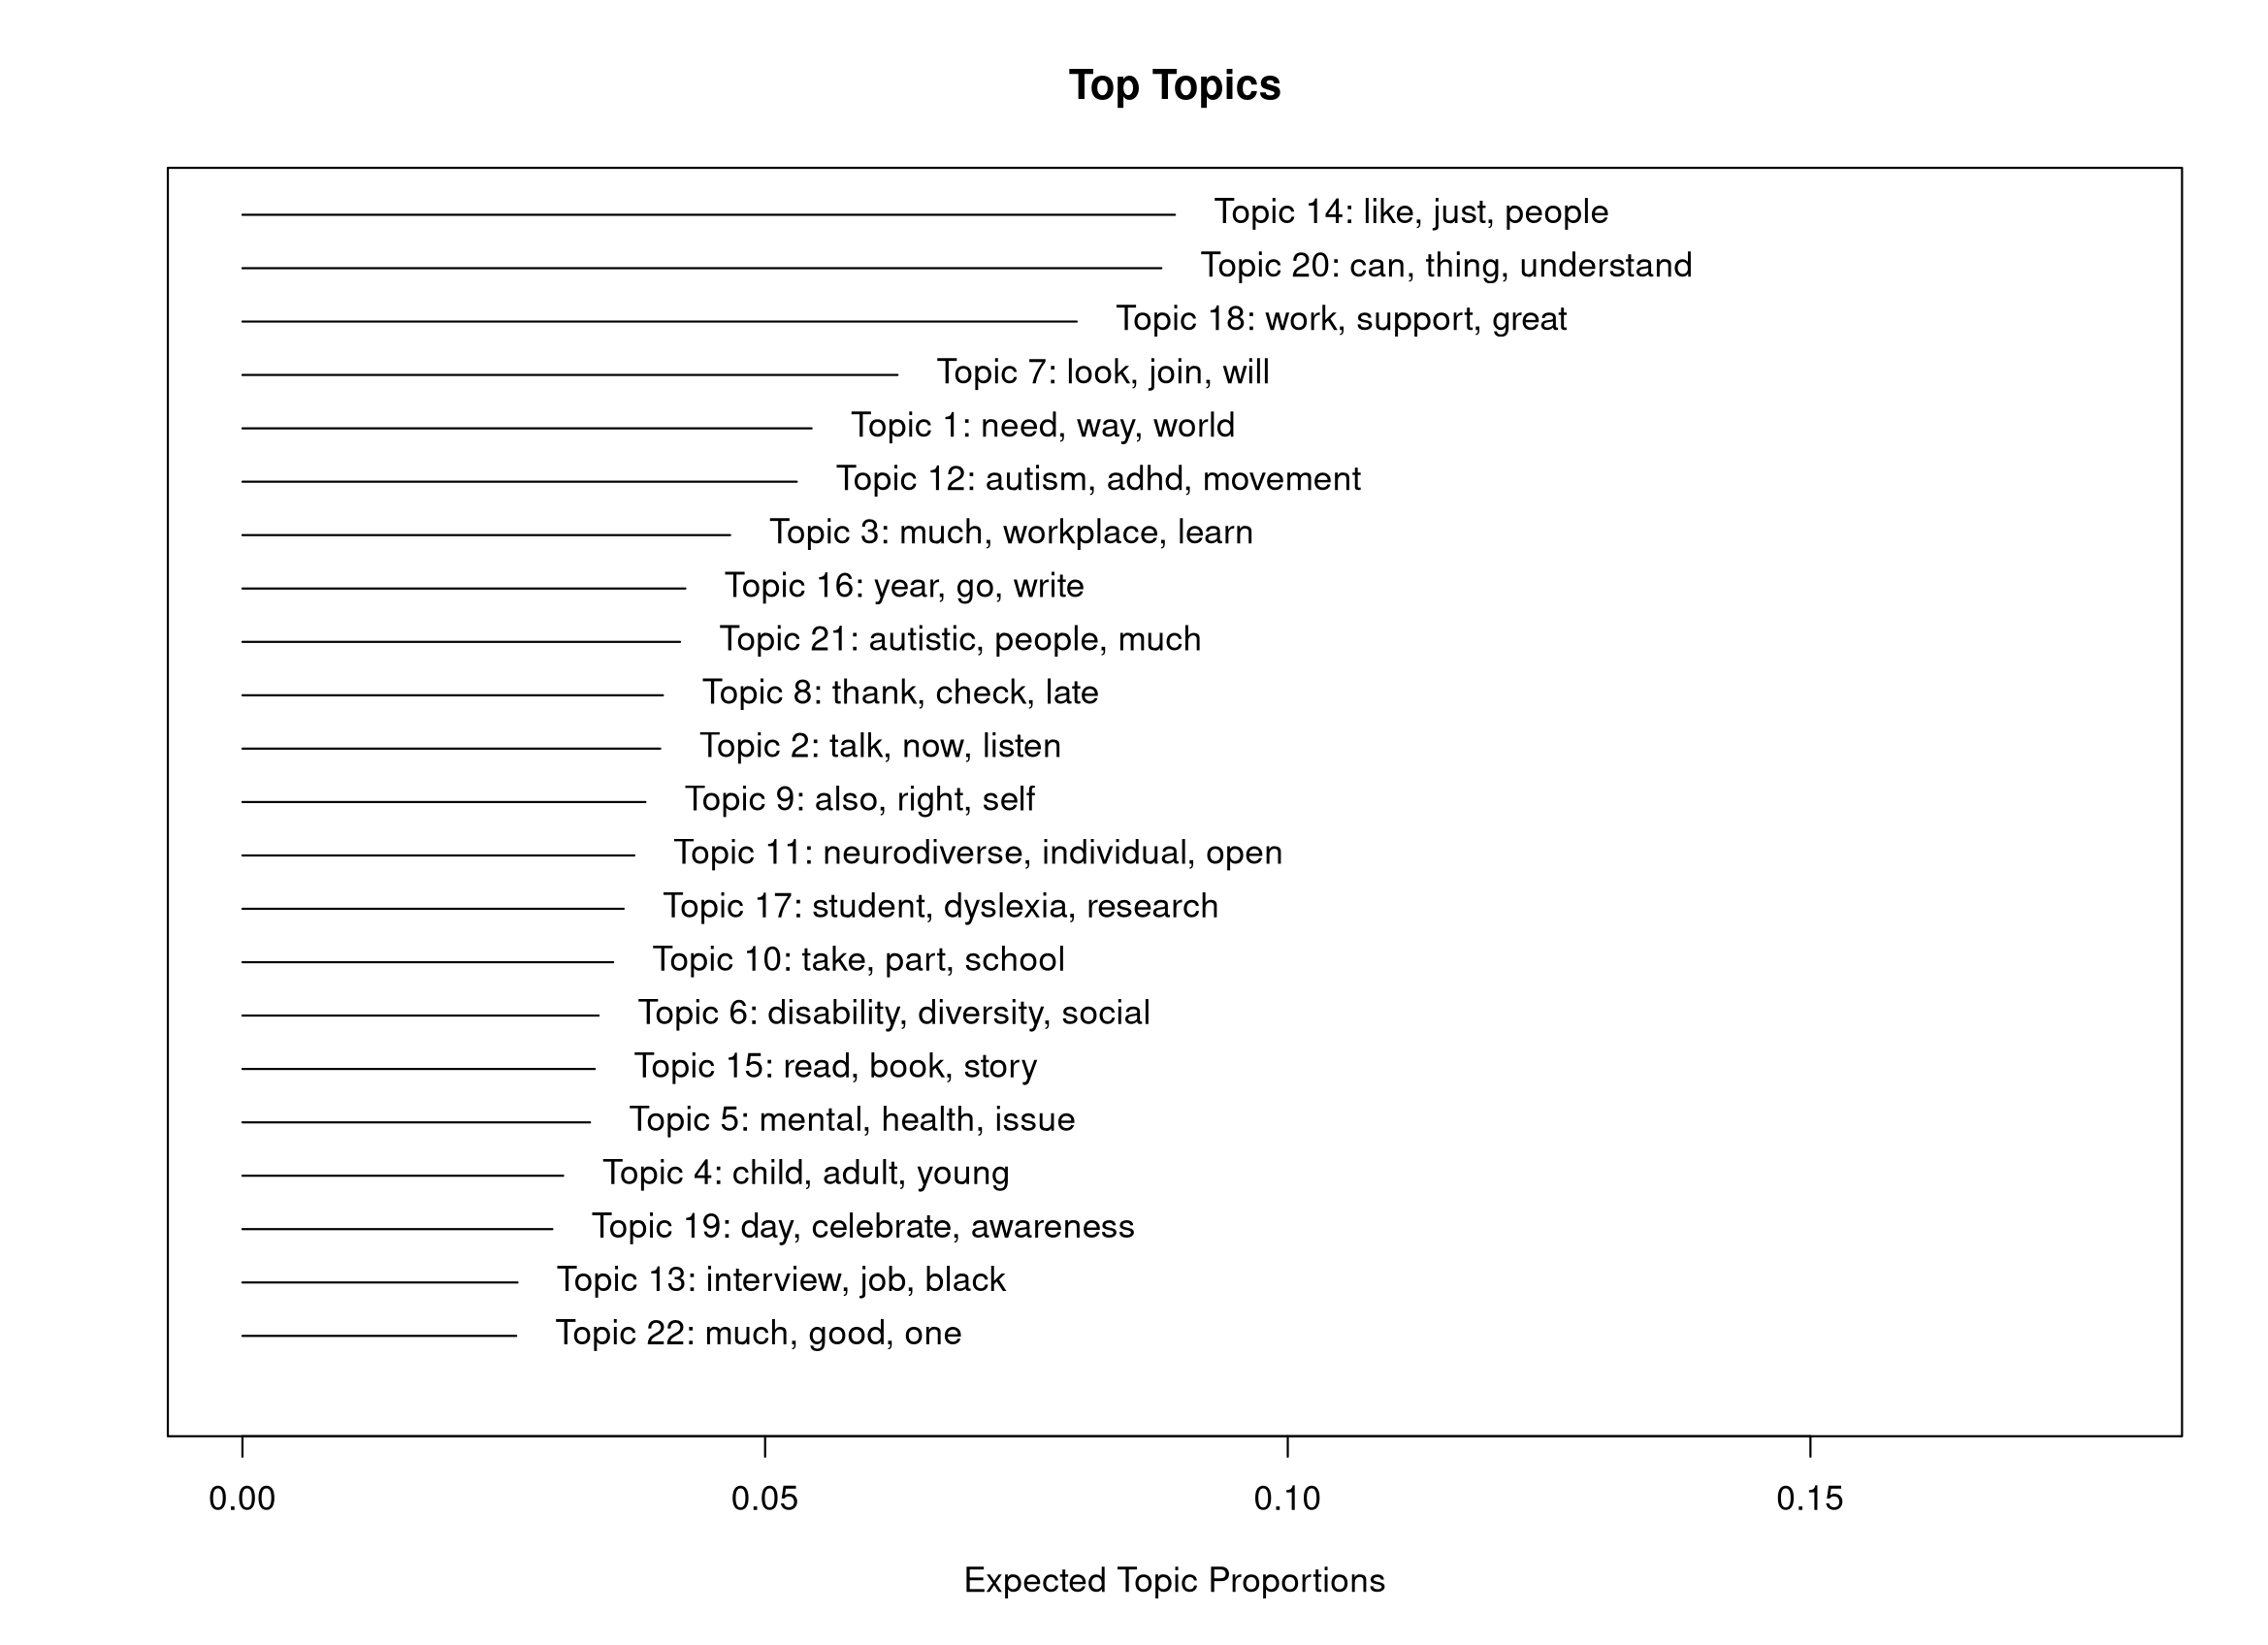 Top Topics
Topic 14: like, just, people
Topic 20: can, thing, understand
Topic 18: work, support, great
Topic 7: look, join, will
Topic 1: need, way, world
Topic 12: autism, adhd, movement
Topic 3: much, workplace, learn
Topic 16: year, go, write
Topic 21: autistic, people, much
Topic 8: thank, check, late
Topic 2: talk, now, listen
Topic 9: also, right, self
Topic 11: neurodiverse, individual, open
Topic 17: student, dyslexia, research
Topic 10: take, part, school
Topic 6: disability, diversity, social
Topic 15: read, book, story
Topic 5: mental, health, issue
Topic 4: child, adult, young
Topic 19: day, celebrate, awareness
Topic 13: interview, job, black
Topic 22: much, good, one
0.00 0.05 0.10 0.15
Expected Topic Proportions